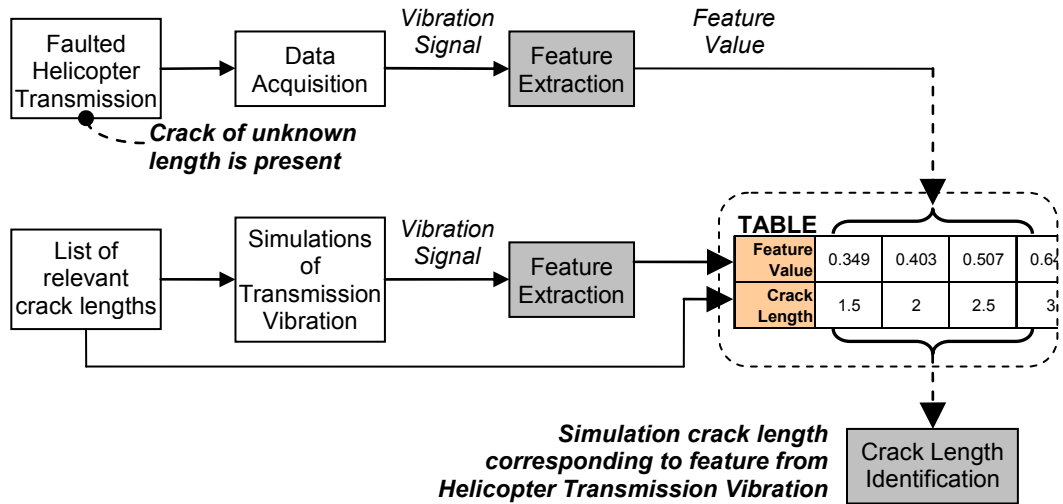 Faulted
Helicopter
Transmission
Data
Acquisition
Vibration
Signal
Feature
Extraction
Feature
Value
Crack of unknown
length is present
List of
relevant
crack lengths
Simulations
of
Transmission
Vibration
Vibration
Signal
Feature
Extraction
TABLE
Feature
Value
0.349 0.403 0.507 0.64
Crack
Length
1.5 2 2.5 3
Simulation crack length
corresponding to feature from
Helicopter Transmission Vibration
Crack Length
Identification